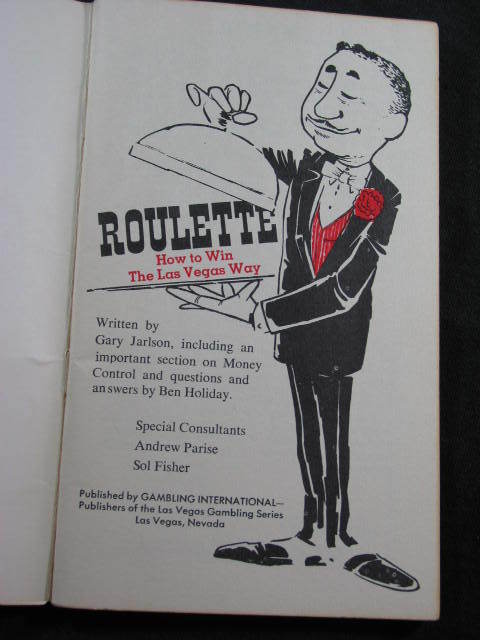 ROULETTE
How to Win
The Las Vegas Way
Written by
Gary Jarlson, including an
important section on Money
Control and questions and
answers by Ben Holiday.
Special Consultants
Andrew Parise
Sol Fisher
Published by GAMBLING INTERNATIONAL—
Publishers of the Las Vegas Gambling Series
Las Vegas, Nevada